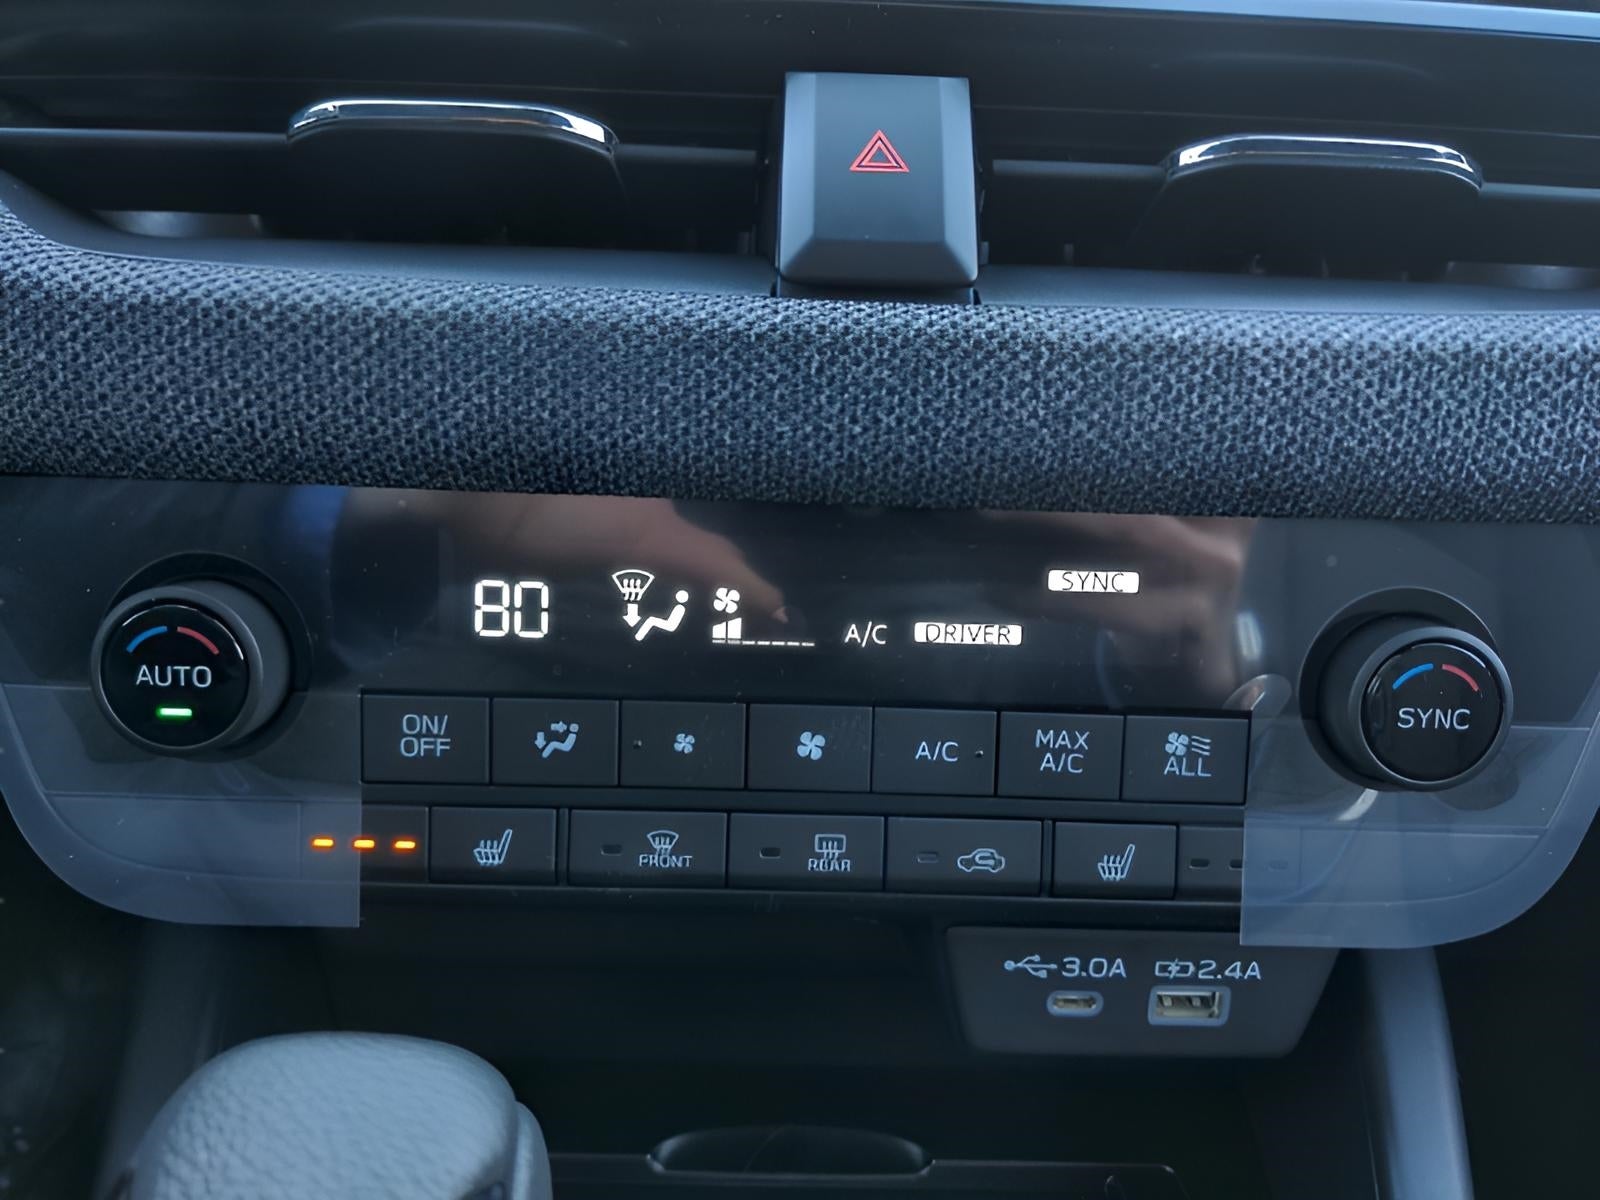 80
A/C
DRIVER
SYNC
AUTO
SYNC
ON/
OFF
A/C
MAX
A/C
ALL
FRONT
REAR
3.0A
2.4A